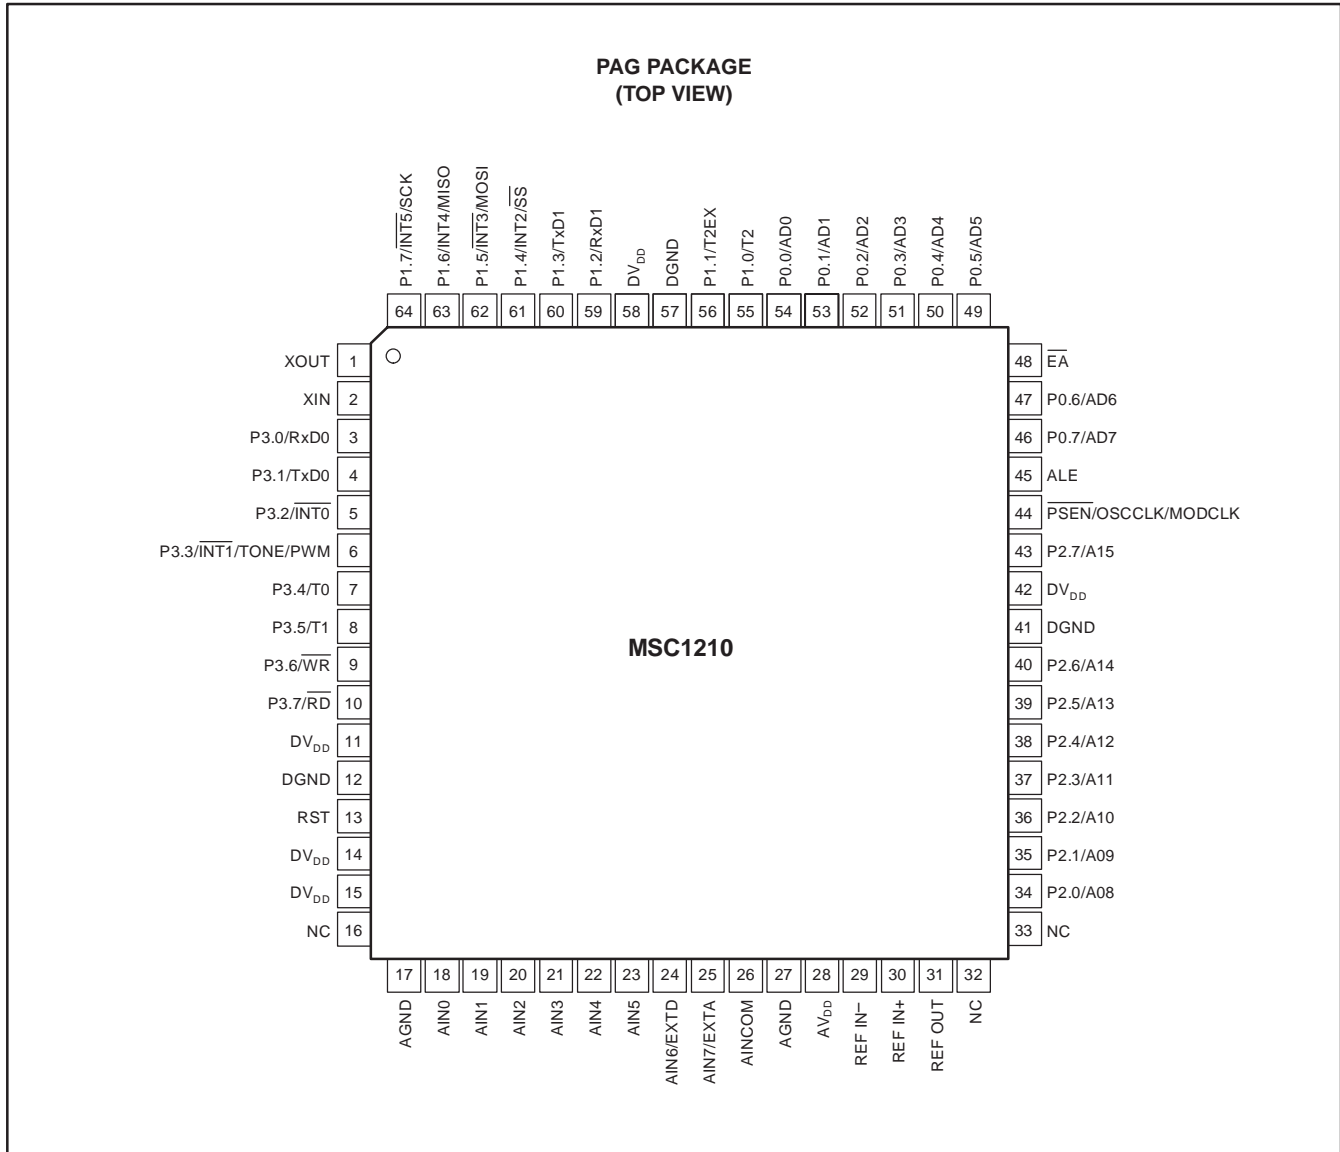 PAG PACKAGE
(TOP VIEW)
P1.7/I̅N̅T̅5̅/SCK
P1.6/INT4/MISO
P1.5/I̅N̅T̅3̅/MOSI
P1.4/INT2/S̅S̅
P1.3/TxD1
P1.2/RxD1
DVDD
DGND
P1.1/T2EX
P1.0/T2
P0.0/AD0
P0.1/AD1
P0.2/AD2
P0.3/AD3
P0.4/AD4
P0.5/AD5
64 63 62 61 60 59 58 57 56 55 54 53 52 51 50 49
XOUT 1
XIN 2
P3.0/RxD0 3
P3.1/TxD0 4
P3.2/I̅N̅T̅0̅ 5
P3.3/I̅N̅T̅1̅/TONE/PWM 6
P3.4/T0 7
P3.5/T1 8
P3.6/W̅R̅ 9
P3.7/R̅D̅ 10
DVDD 11
DGND 12
RST 13
DVDD 14
DVDD 15
NC 16
MSC1210
48 E̅A̅
47 P0.6/AD6
46 P0.7/AD7
45 ALE
44 P̅S̅E̅N̅/OSCCLK/MODCLK
43 P2.7/A15
42 DVDD
41 DGND
40 P2.6/A14
39 P2.5/A13
38 P2.4/A12
37 P2.3/A11
36 P2.2/A10
35 P2.1/A09
34 P2.0/A08
33 NC
17 18 19 20 21 22 23 24 25 26 27 28 29 30 31 32
AGND
AIN0
AIN1
AIN2
AIN3
AIN4
AIN5
AIN6/EXTD
AIN7/EXTA
AINCOM
AGND
AVDD
REF IN–
REF IN+
REF OUT
NC